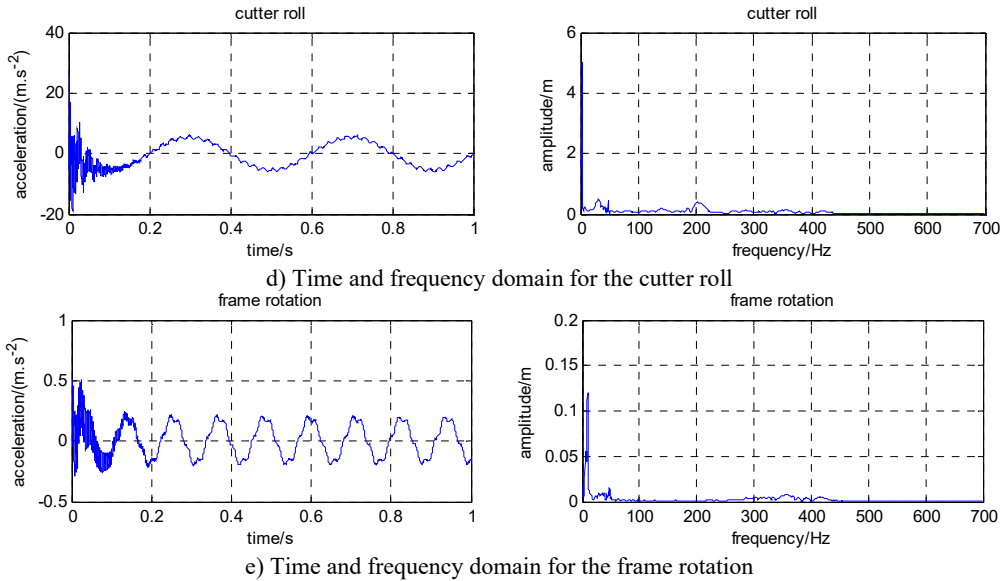 cutter roll
acceleration/(m.s-2)
40
20
0
-20
0 0.2 0.4 0.6 0.8 1
time/s
cutter roll
amplitude/m
6
4
2
0
0 100 200 300 400 500 600 700
frequency/Hz
d) Time and frequency domain for the cutter roll
frame rotation
acceleration/(m.s-2)
1
0.5
0
-0.5
0 0.2 0.4 0.6 0.8 1
time/s
frame rotation
amplitude/m
0.2
0.15
0.1
0.05
0
0 100 200 300 400 500 600 700
frequency/Hz
e) Time and frequency domain for the frame rotation